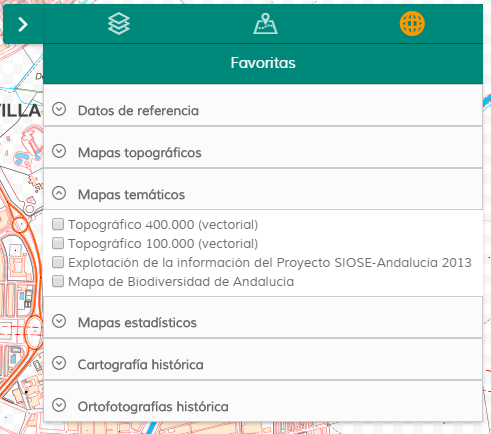 Favoritas
VILLA
Datos de referencia
Mapas topográficos
Mapas temáticos
Topográfico 400.000 (vectorial)
Topográfico 100.000 (vectorial)
Explotación de la información del Proyecto SIOSE-Andalucia 2013
Mapa de Biodiversidad de Andalucía
Mapas estadísticos
Cartografía histórica
Ortofotografías histórica